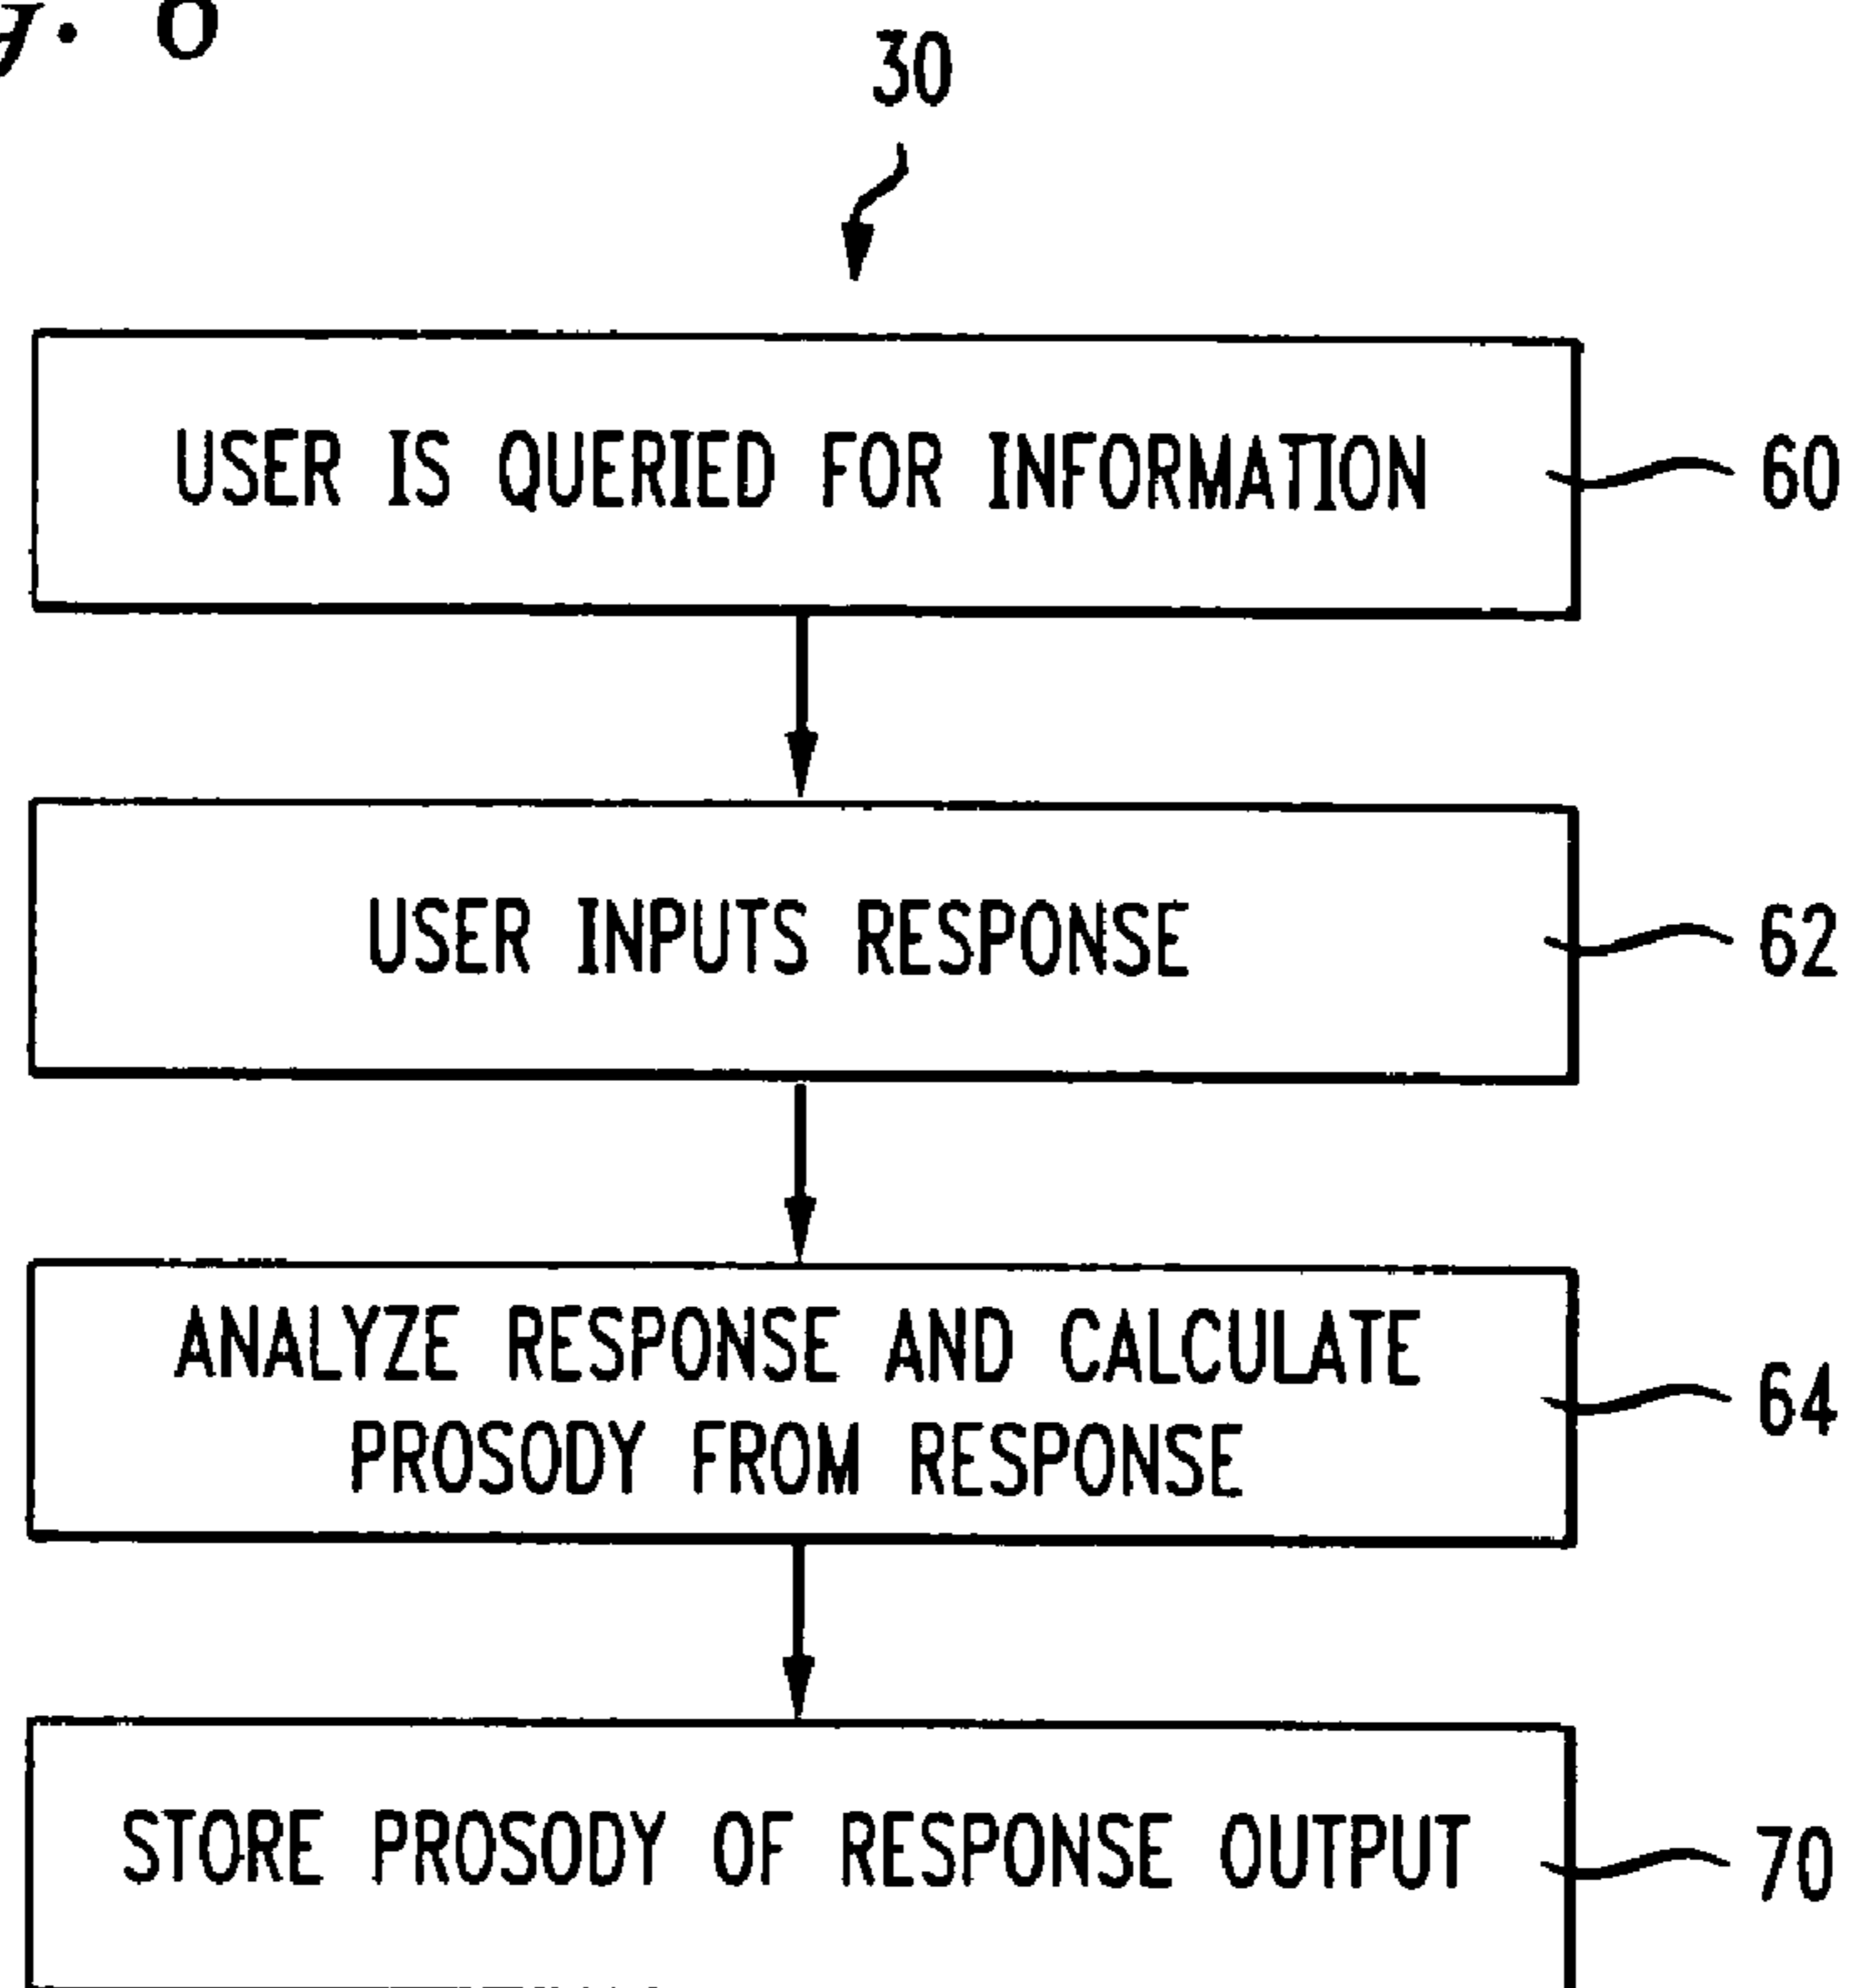 30
USER IS QUERIED FOR INFORMATION
60
USER INPUTS RESPONSE
62
ANALYZE RESPONSE AND CALCULATE
PROSODY FROM RESPONSE
64
STORE PROSODY OF RESPONSE OUTPUT
70